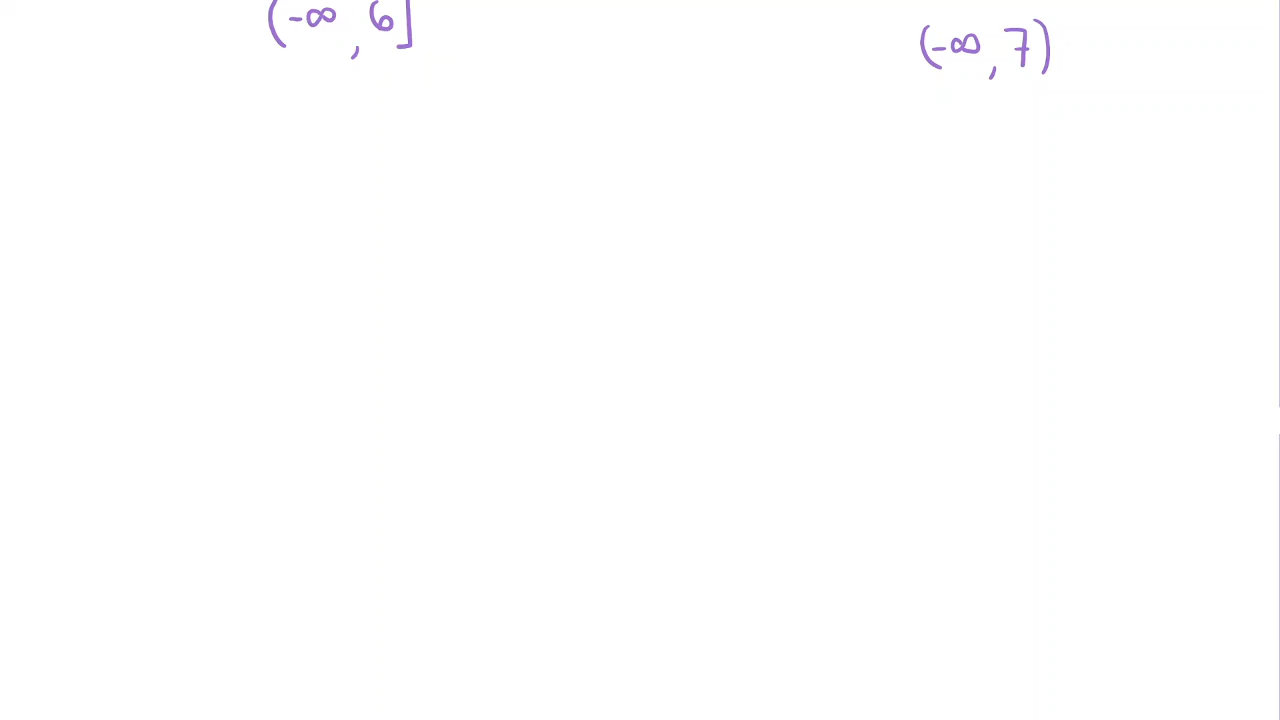 (-∞, 6]
(-∞, 7)